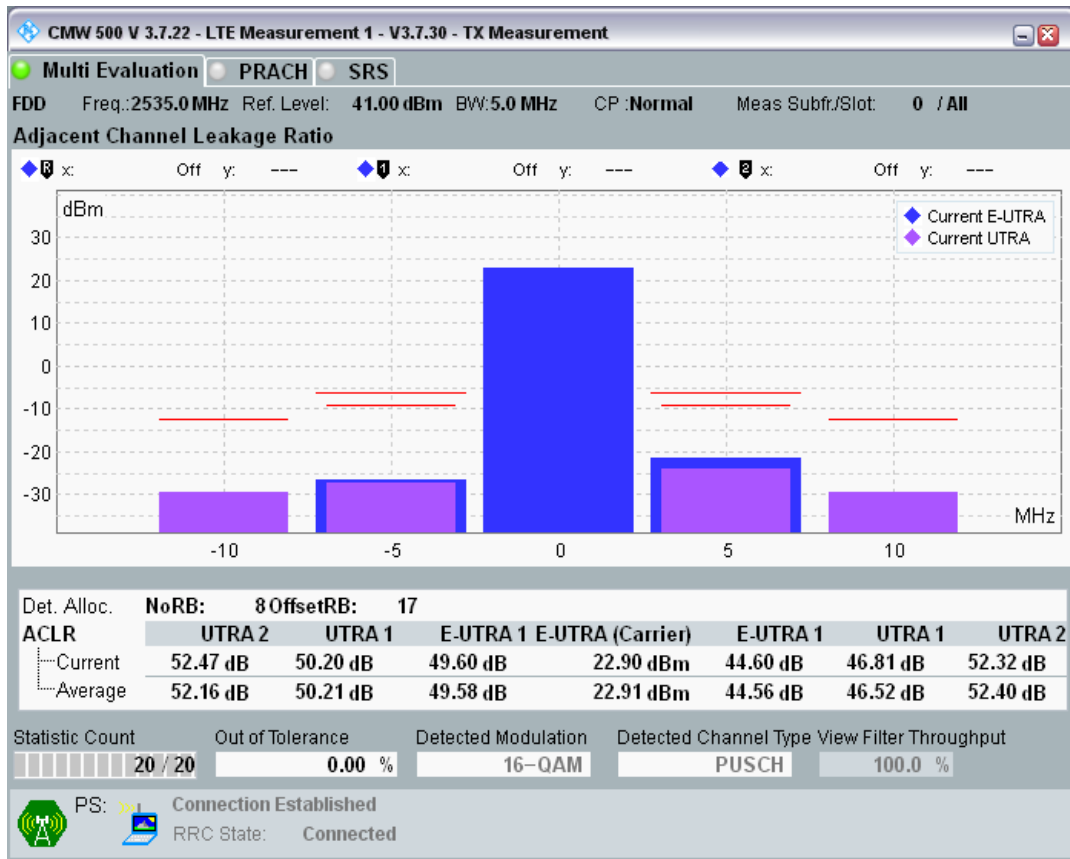 CMW 500 V 3.7.22 - LTE Measurement 1 - V3.7.30 - TX Measurement
Multi Evaluation PRACH SRS
FDD Freq.:2535.0 MHz Ref. Level: 41.00 dBm BW:5.0 MHz CP :Normal Meas Subfr./Slot: 0 / All
Adjacent Channel Leakage Ratio
R x: Off y: --- 1 x: Off y: --- 2 x: Off y: ---
dBm
Current E-UTRA
Current UTRA
30
20
10
0
-10
-20
-30
MHz
-10 -5 0 5 10
Det. Alloc. NoRB: 8 OffsetRB: 17
ACLR UTRA 2 UTRA 1 E-UTRA 1 E-UTRA (Carrier) E-UTRA 1 UTRA 1 UTRA 2
Current 52.47 dB 50.20 dB 49.60 dB 22.90 dBm 44.60 dB 46.81 dB 52.32 dB
Average 52.16 dB 50.21 dB 49.58 dB 22.91 dBm 44.56 dB 46.52 dB 52.40 dB
Statistic Count Out of Tolerance Detected Modulation Detected Channel Type View Filter Throughput
20 / 20 0.00 % 16-QAM PUSCH 100.0 %
PS: Connection Established
RRC State: Connected